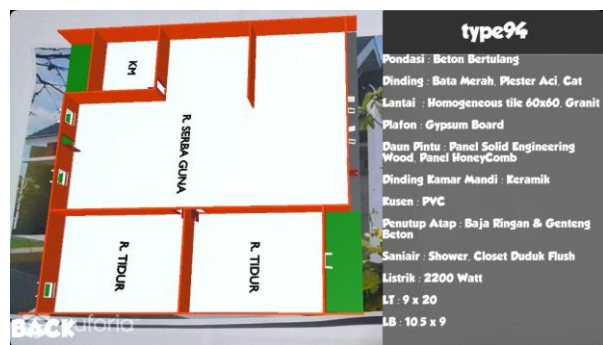 type94
Pondasi : Beton Bertulang
Dinding : Bata Merah, Plester Aci, Cat
Lantai : Homogeneous tile 60x60, Granit
Plafon : Gypsum Board
Daun Pintu : Panel Solid Engineering
Wood, Panel HoneyComb
Dinding Kamar Mandi : Keramik
Kusen : PVC
Penutup Atap : Baja Ringan & Genteng
Beton
Saniair : Shower, Closet Duduk Flush
Listrik : 2200 Watt
LT : 9 x 20
LB : 10.5 x 9
KM
R. SERBA GUNA
R. TIDUR
R. TIDUR
BACK